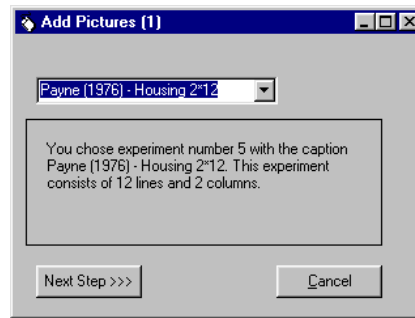 Add Pictures (1)
Payne (1976) - Housing 2*12
You chose experiment number 5 with the caption
Payne (1976) - Housing 2*12. This experiment
consists of 12 lines and 2 columns.
Next Step >>>
Cancel